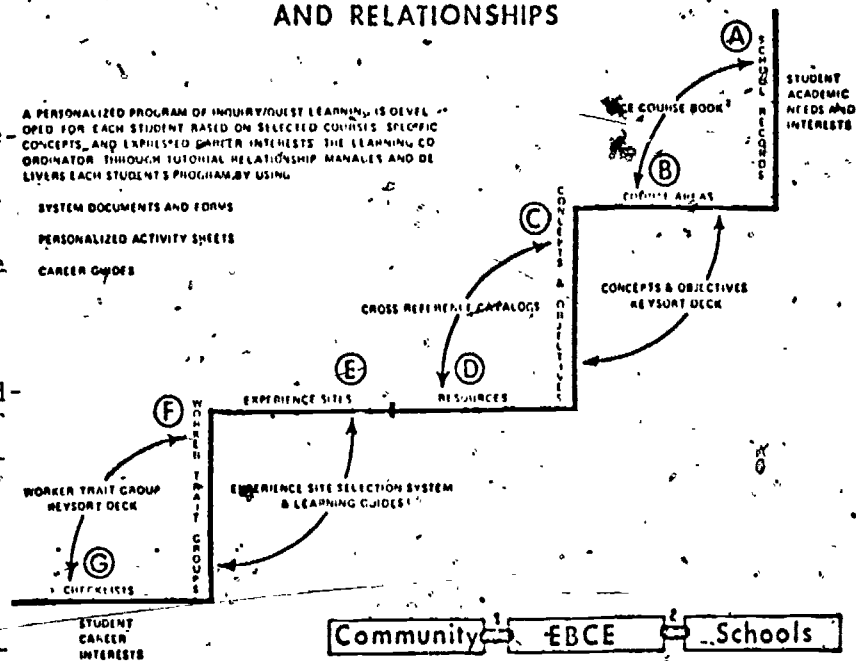 AND RELATIONSHIPS
A
SCHOOL RECORDS
STUDENT
ACADEMIC
NEEDS AND
INTERESTS
A PERSONALIZED PROGRAM OF INQUIRY/QUEST LEARNING IS DEVEL
OPED FOR EACH STUDENT BASED ON SELECTED COURSES, SPECIFIC
CONCEPTS, AND EXPRESSED CAREER INTERESTS THE LEARNING CO
ORDINATOR THROUGH TUTORIAL RELATIONSHIP MANAGES AND DE
LIVERS EACH STUDENT'S PROGRAM BY USING
SYSTEM DOCUMENTS AND FORMS
PERSONALIZED ACTIVITY SHEETS
CAREER GUIDES
COURSE BOOK
B
COURSE AREAS
C
CONCEPTS & OBJECTIVES
CONCEPTS & OBJECTIVES
KEYSORT DECK
CROSS REFERENCE CATALOGS
D
RESOURCES
E
EXPERIENCE SITES
F
WORKER TRAIT GROUPS
WORKER TRAIT GROUP
KEYSORT DECK
EXPERIENCE SITE SELECTION SYSTEM
& LEARNING GUIDES
G
CHECKLISTS
STUDENT
CAREER
INTERESTS
Community 1 EBCE 2 Schools